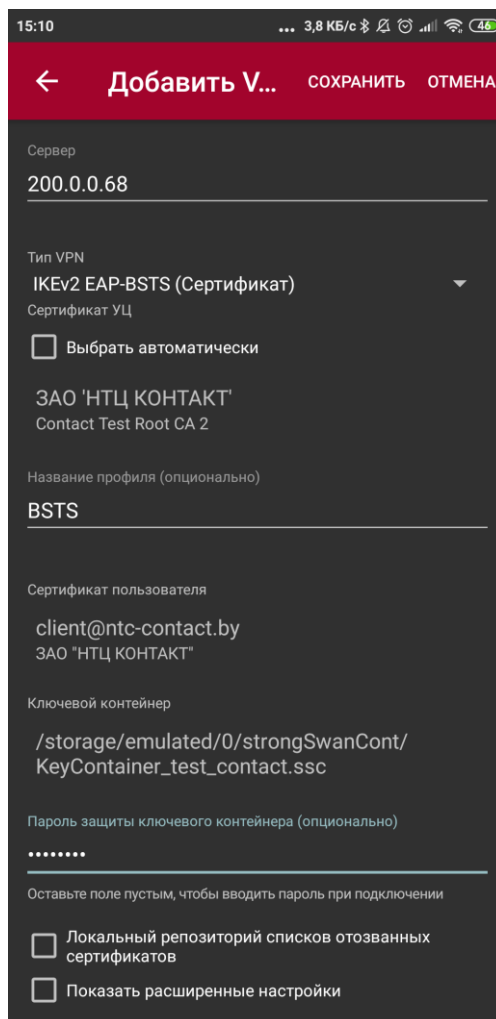 15:10
... 3,8 КБ/с 46
Добавить V... СОХРАНИТЬ ОТМЕНА
Сервер
200.0.0.68
Тип VPN
IKEv2 EAP-BSTS (Сертификат)
Сертификат УЦ
Выбрать автоматически
ЗАО 'НТЦ КОНТАКТ'
Contact Test Root CA 2
Название профиля (опционально)
BSTS
Сертификат пользователя
client@ntc-contact.by
ЗАО "НТЦ КОНТАКТ"
Ключевой контейнер
/storage/emulated/0/strongSwanCont/
KeyContainer_test_contact.ssc
Пароль защиты ключевого контейнера (опционально)
••••••••
Оставьте поле пустым, чтобы вводить пароль при подключении
Локальный репозиторий списков отозванных
сертификатов
Показать расширенные настройки